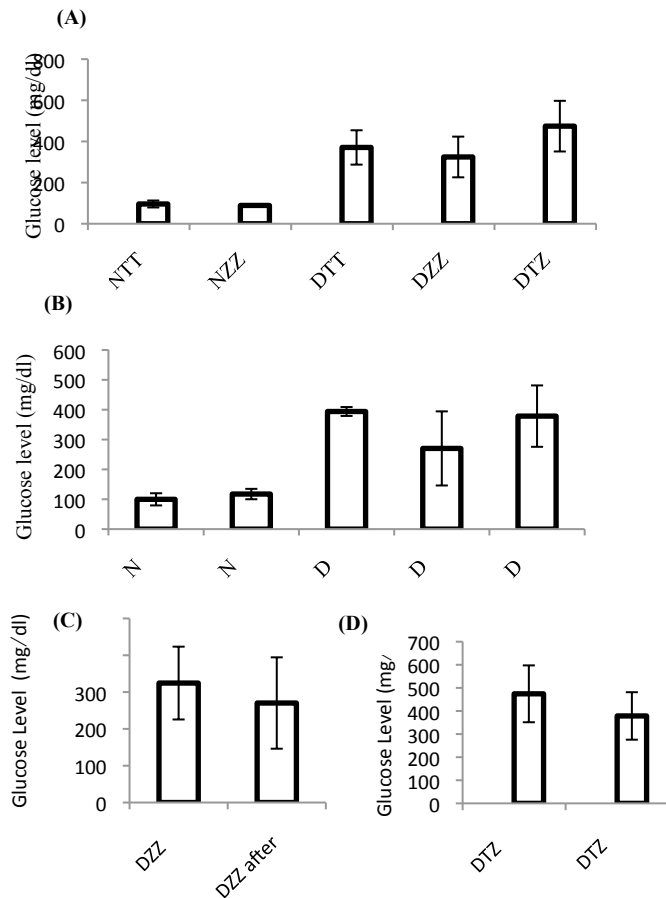 (A)
Glucose level (mg/dl)
800
600
400
200
0
NTT
NZZ
DTT
DZZ
DTZ
(B)
Glucose level (mg/dl)
600
500
400
300
200
100
0
N
N
D
D
D
(C)
Glucose Level (mg/dl)
300
200
100
0
DZZ
DZZ after
(D)
Glucose Level (mg/
700
600
500
400
300
200
100
0
DTZ
DTZ